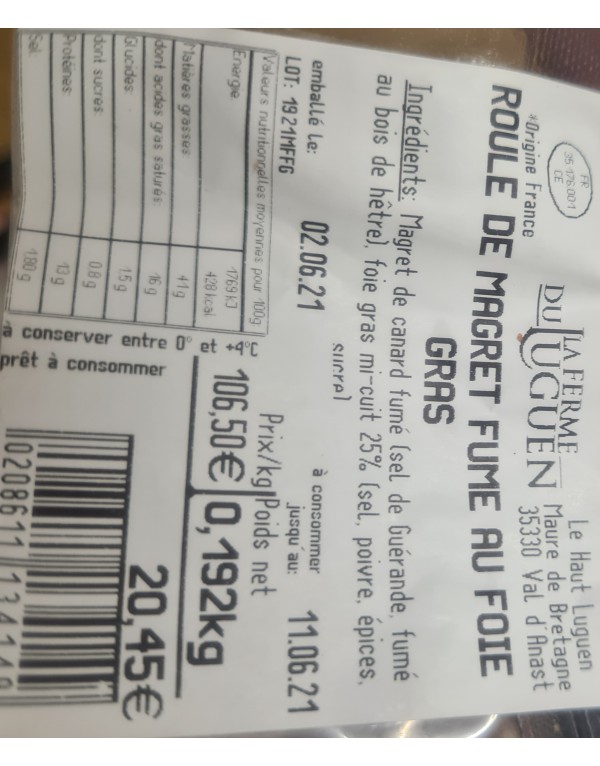 FR
35 176 001
CE
LA FERME
DU LUGUEN
Le Haut Luguen
Maure de Bretagne
35330 Val d'Anast
*Origine France
ROULE DE MAGRET FUME AU FOIE
GRAS
Ingrédients: Magret de canard fumé (sel de Guérande, fumé
au bois de hêtre), foie gras mi-cuit 25% (sel, poivre, épices,
sucre)
emballé le: 02.06.21
à consommer
jusqu'au: 11.06.21
LOT: 1921MFFG
Valeurs nutritionnelles moyennes pour 100g
Energie 1769 kJ
428 kcal
Matières grasses: 41 g
dont acides gras saturés: 16 g
Glucides: 1.5 g
dont sucres: 0.8 g
Protéines: 13 g
Sel: 1.80 g
Prix/kg Poids net
106,50€ 0,192kg
20,45€
à conserver entre 0° et +4°C
prêt à consommer